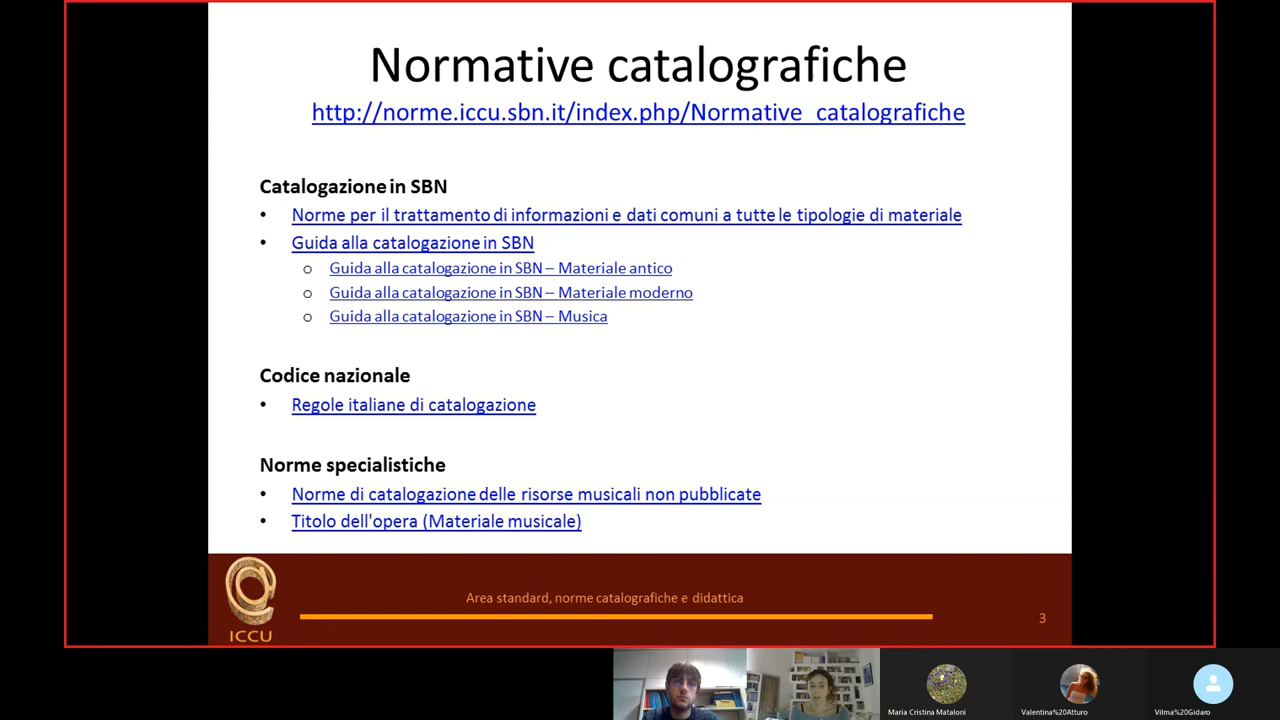 Normative catalografiche
http://norme.iccu.sbn.it/index.php/Normative_catalografiche
Catalogazione in SBN
• Norme per il trattamento di informazioni e dati comuni a tutte le tipologie di materiale
• Guida alla catalogazione in SBN
o Guida alla catalogazione in SBN – Materiale antico
o Guida alla catalogazione in SBN – Materiale moderno
o Guida alla catalogazione in SBN – Musica
Codice nazionale
• Regole italiane di catalogazione
Norme specialistiche
• Norme di catalogazione delle risorse musicali non pubblicate
• Titolo dell'opera (Materiale musicale)
ICCU
Area standard, norme catalografiche e didattica
3
Maria Cristina Mataloni
Valentina%20Atturo
Vilma%20Gidaro